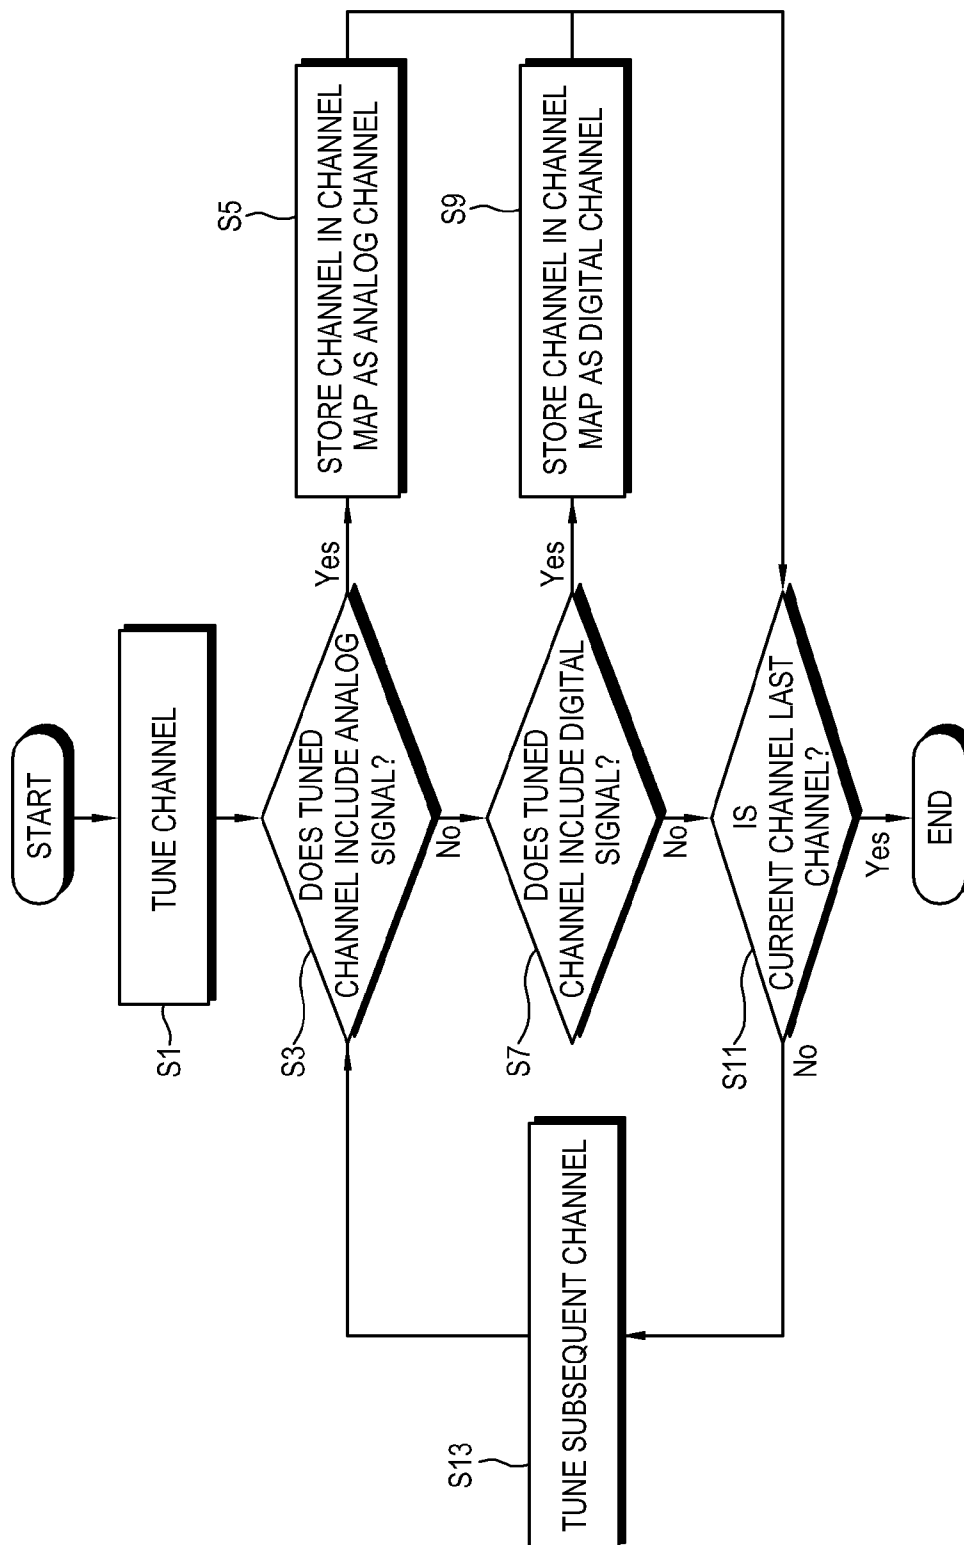 START
TUNE CHANNEL
S1
DOES TUNED
CHANNEL INCLUDE ANALOG
SIGNAL?
S3
Yes
No
STORE CHANNEL IN CHANNEL
MAP AS ANALOG CHANNEL
S5
DOES TUNED
CHANNEL INCLUDE DIGITAL
SIGNAL?
S7
Yes
No
STORE CHANNEL IN CHANNEL
MAP AS DIGITAL CHANNEL
S9
IS
CURRENT CHANNEL LAST
CHANNEL?
S11
No
Yes
TUNE SUBSEQUENT CHANNEL
S13
END